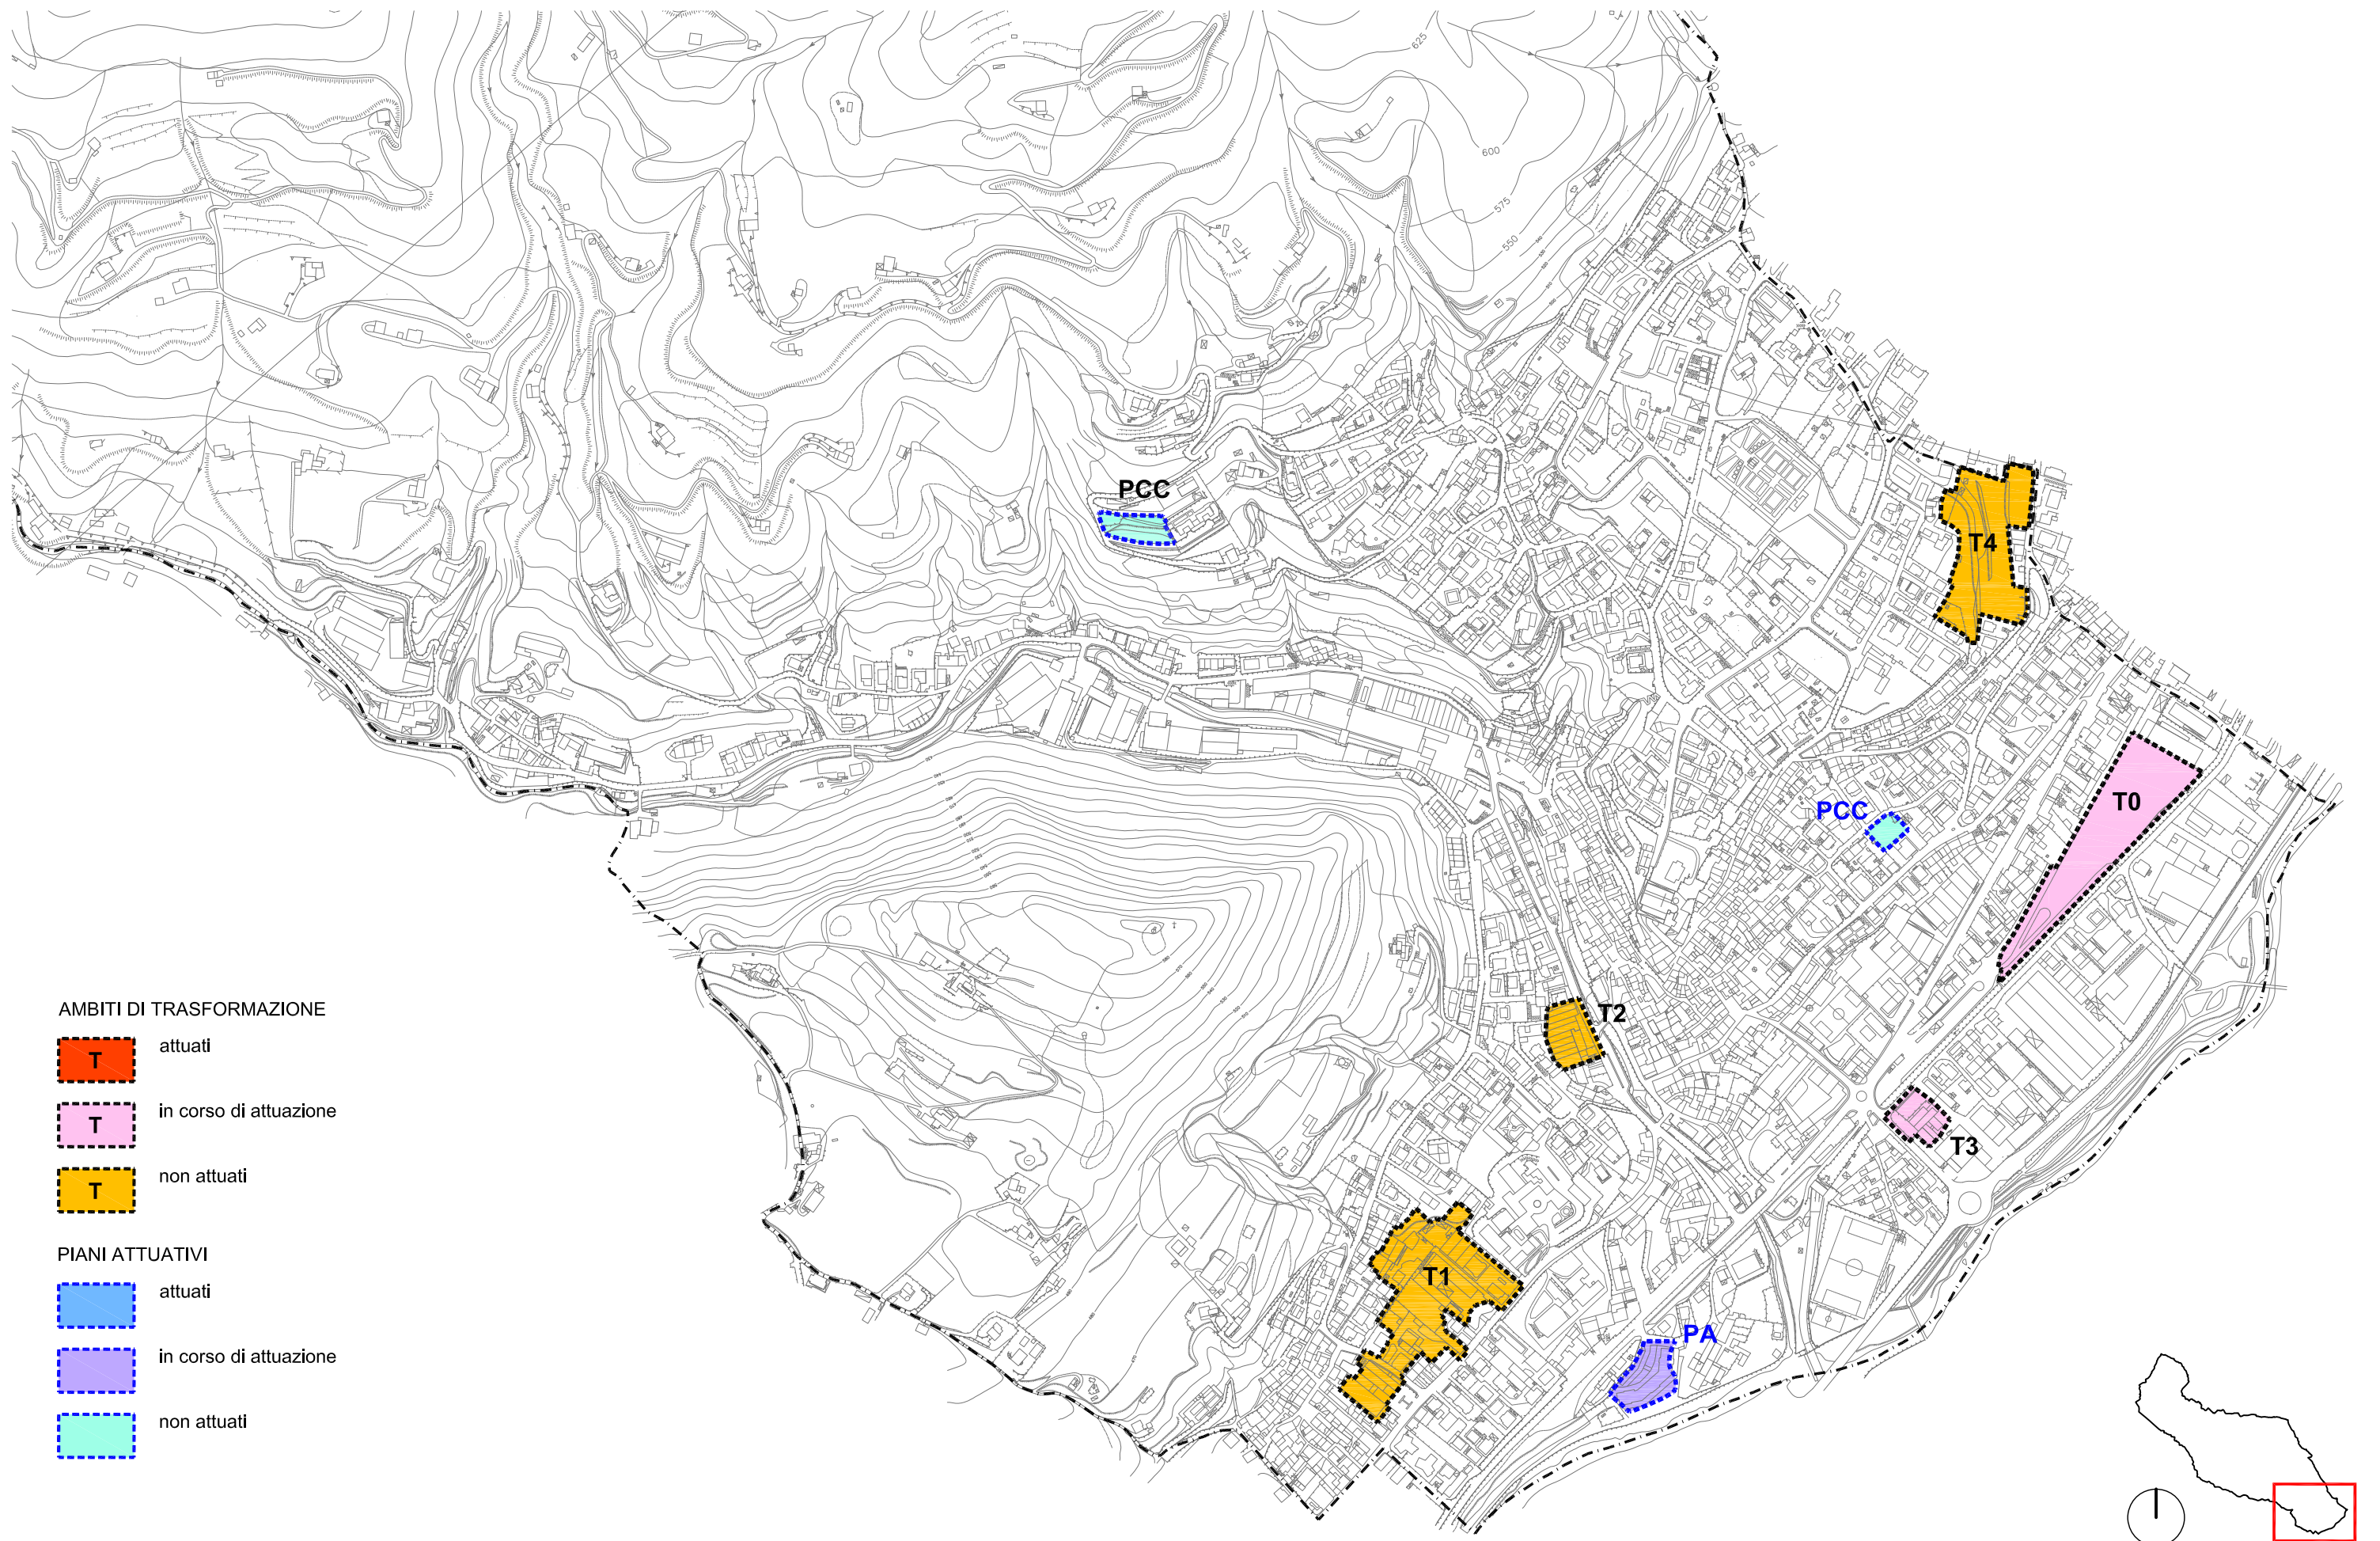 625
600
575
550
PCC
T4
T0
PCC
T2
T3
T1
PA
AMBITI DI TRASFORMAZIONE
T attuati
T in corso di attuazione
T non attuati
PIANI ATTUATIVI
attuati
in corso di attuazione
non attuati